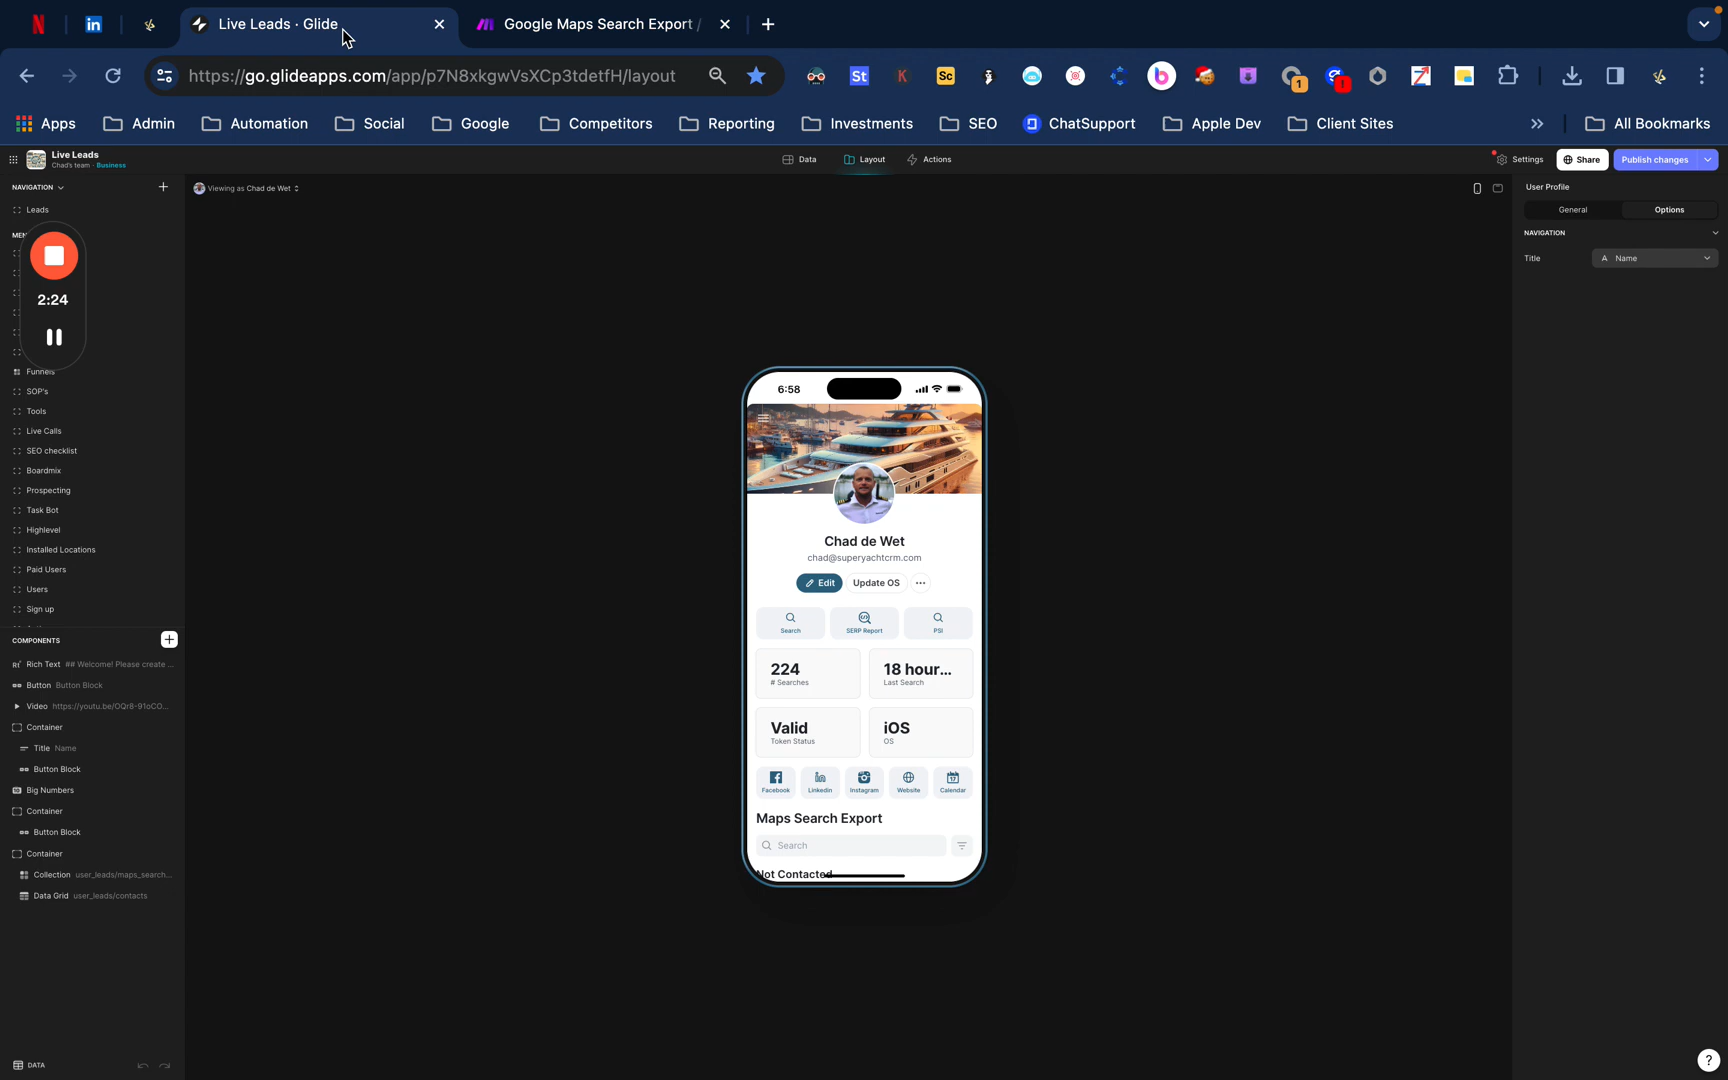 Live Leads · Glide
Google Maps Search Export /
https://go.glideapps.com/app/p7N8xkgwVsXCp3tdetfH/layout
Apps
Admin
Automation
Social
Google
Competitors
Reporting
Investments
SEO
ChatSupport
Apple Dev
Client Sites
All Bookmarks
Live Leads
Chad's team · Business
Data
Layout
Actions
Settings
Share
Publish changes
NAVIGATION
Viewing as Chad de Wet
Leads
2:24
Funnels
SOP's
Tools
Live Calls
SEO checklist
Boardmix
Prospecting
Task Bot
Highlevel
Installed Locations
Paid Users
Users
Sign up
COMPONENTS
Rich Text ## Welcome! Please create ...
Button Button Block
Video https://youtu.be/OQr8-91oCO...
Container
Title Name
Button Block
Big Numbers
Container
Button Block
Container
Collection user_leads/maps_search...
Data Grid user_leads/contacts
DATA
6:58
Chad de Wet
chad@superyachtcrm.com
Edit
Update OS
Search
SERP Report
PSI
224
# Searches
18 hour...
Last Search
Valid
Token Status
iOS
OS
Facebook
Linkedin
Instagram
Website
Calendar
Maps Search Export
Search
Not Contacted
User Profile
General
Options
NAVIGATION
Title
A Name
?